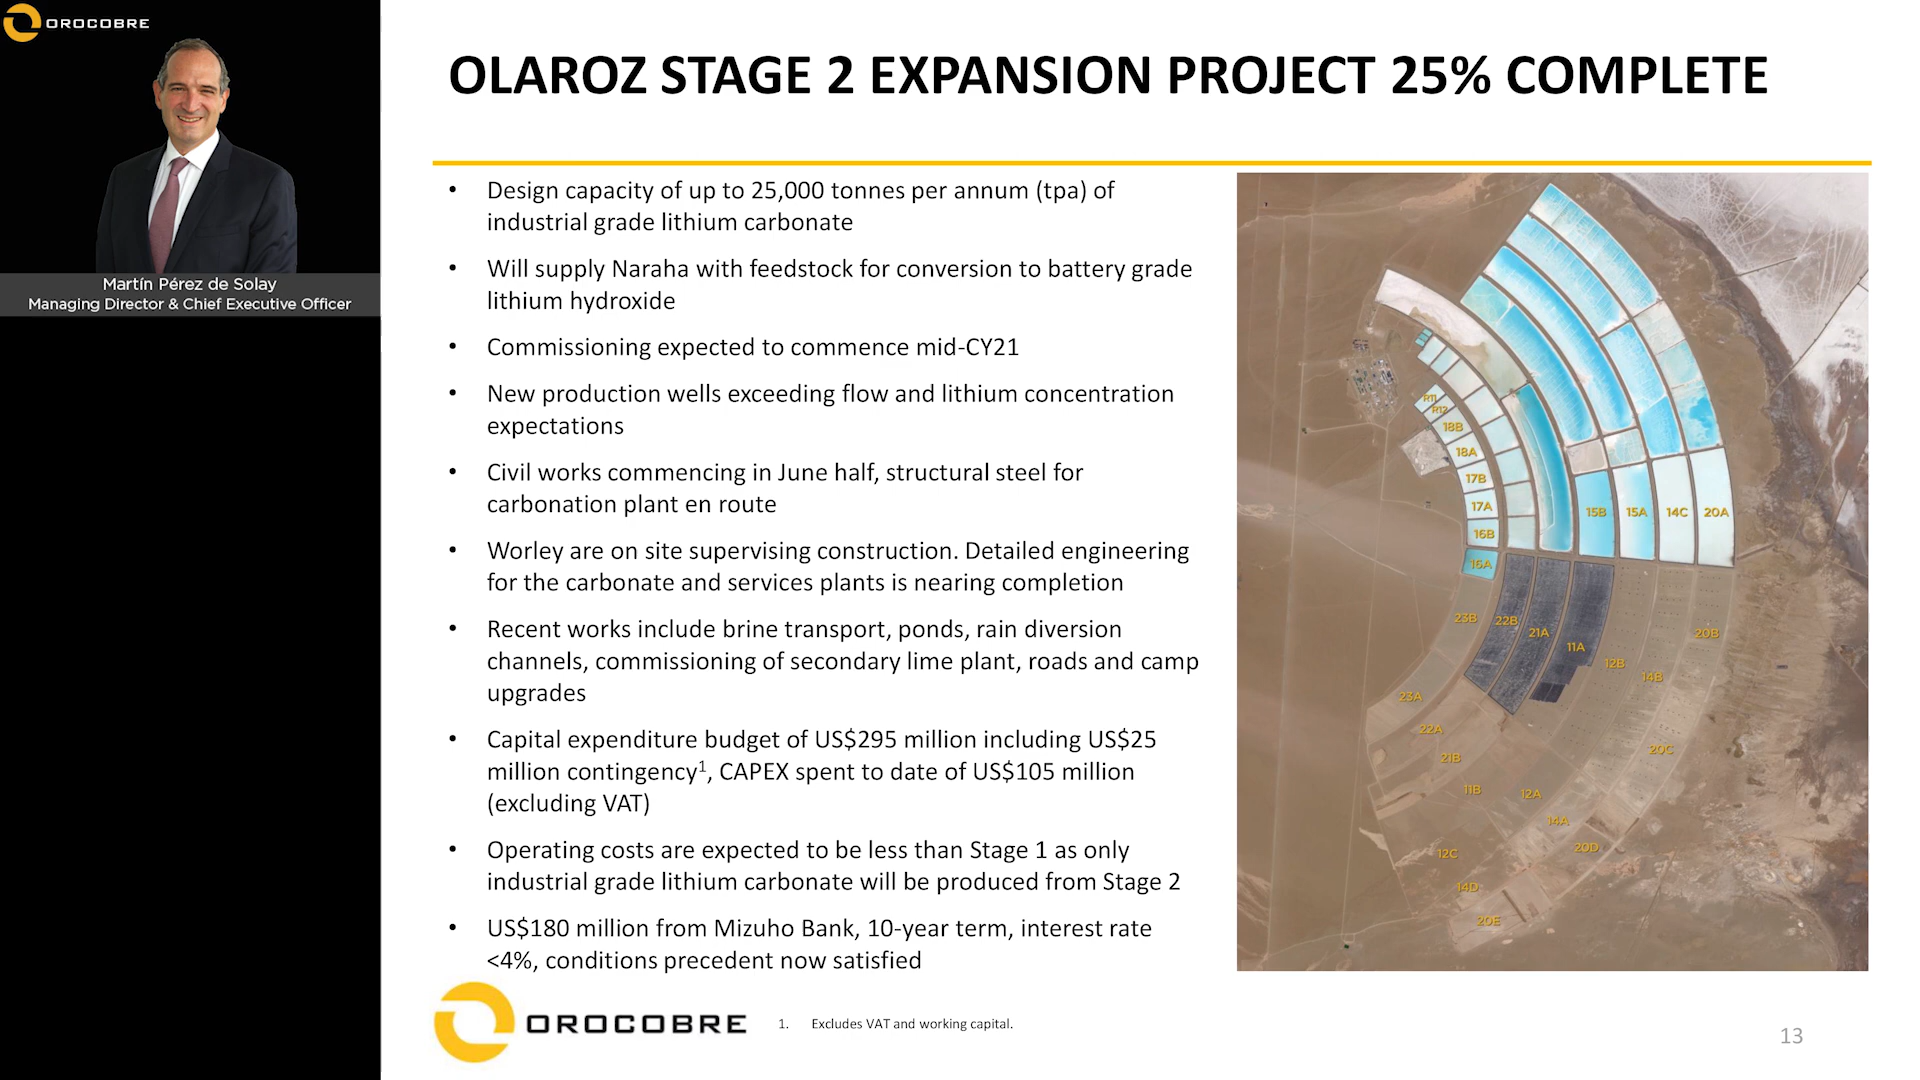 OROCOBRE
Martín Pérez de Solay
Managing Director & Chief Executive Officer
OLAROZ STAGE 2 EXPANSION PROJECT 25% COMPLETE
• Design capacity of up to 25,000 tonnes per annum (tpa) of
industrial grade lithium carbonate
• Will supply Naraha with feedstock for conversion to battery grade
lithium hydroxide
• Commissioning expected to commence mid-CY21
• New production wells exceeding flow and lithium concentration
expectations
• Civil works commencing in June half, structural steel for
carbonation plant en route
• Worley are on site supervising construction. Detailed engineering
for the carbonate and services plants is nearing completion
• Recent works include brine transport, ponds, rain diversion
channels, commissioning of secondary lime plant, roads and camp
upgrades
• Capital expenditure budget of US$295 million including US$25
million contingency¹, CAPEX spent to date of US$105 million
(excluding VAT)
• Operating costs are expected to be less than Stage 1 as only
industrial grade lithium carbonate will be produced from Stage 2
• US$180 million from Mizuho Bank, 10-year term, interest rate
<4%, conditions precedent now satisfied
R11
R12
18B
18A
17B
17A
16B
16A
15B 15A 14C 20A
23B 22B
21A
11A
12B
14B
20B
23A
22A
21B
20C
11B
12A
14A
20D
12C
14D
20E
OROCOBRE
1. Excludes VAT and working capital.
13